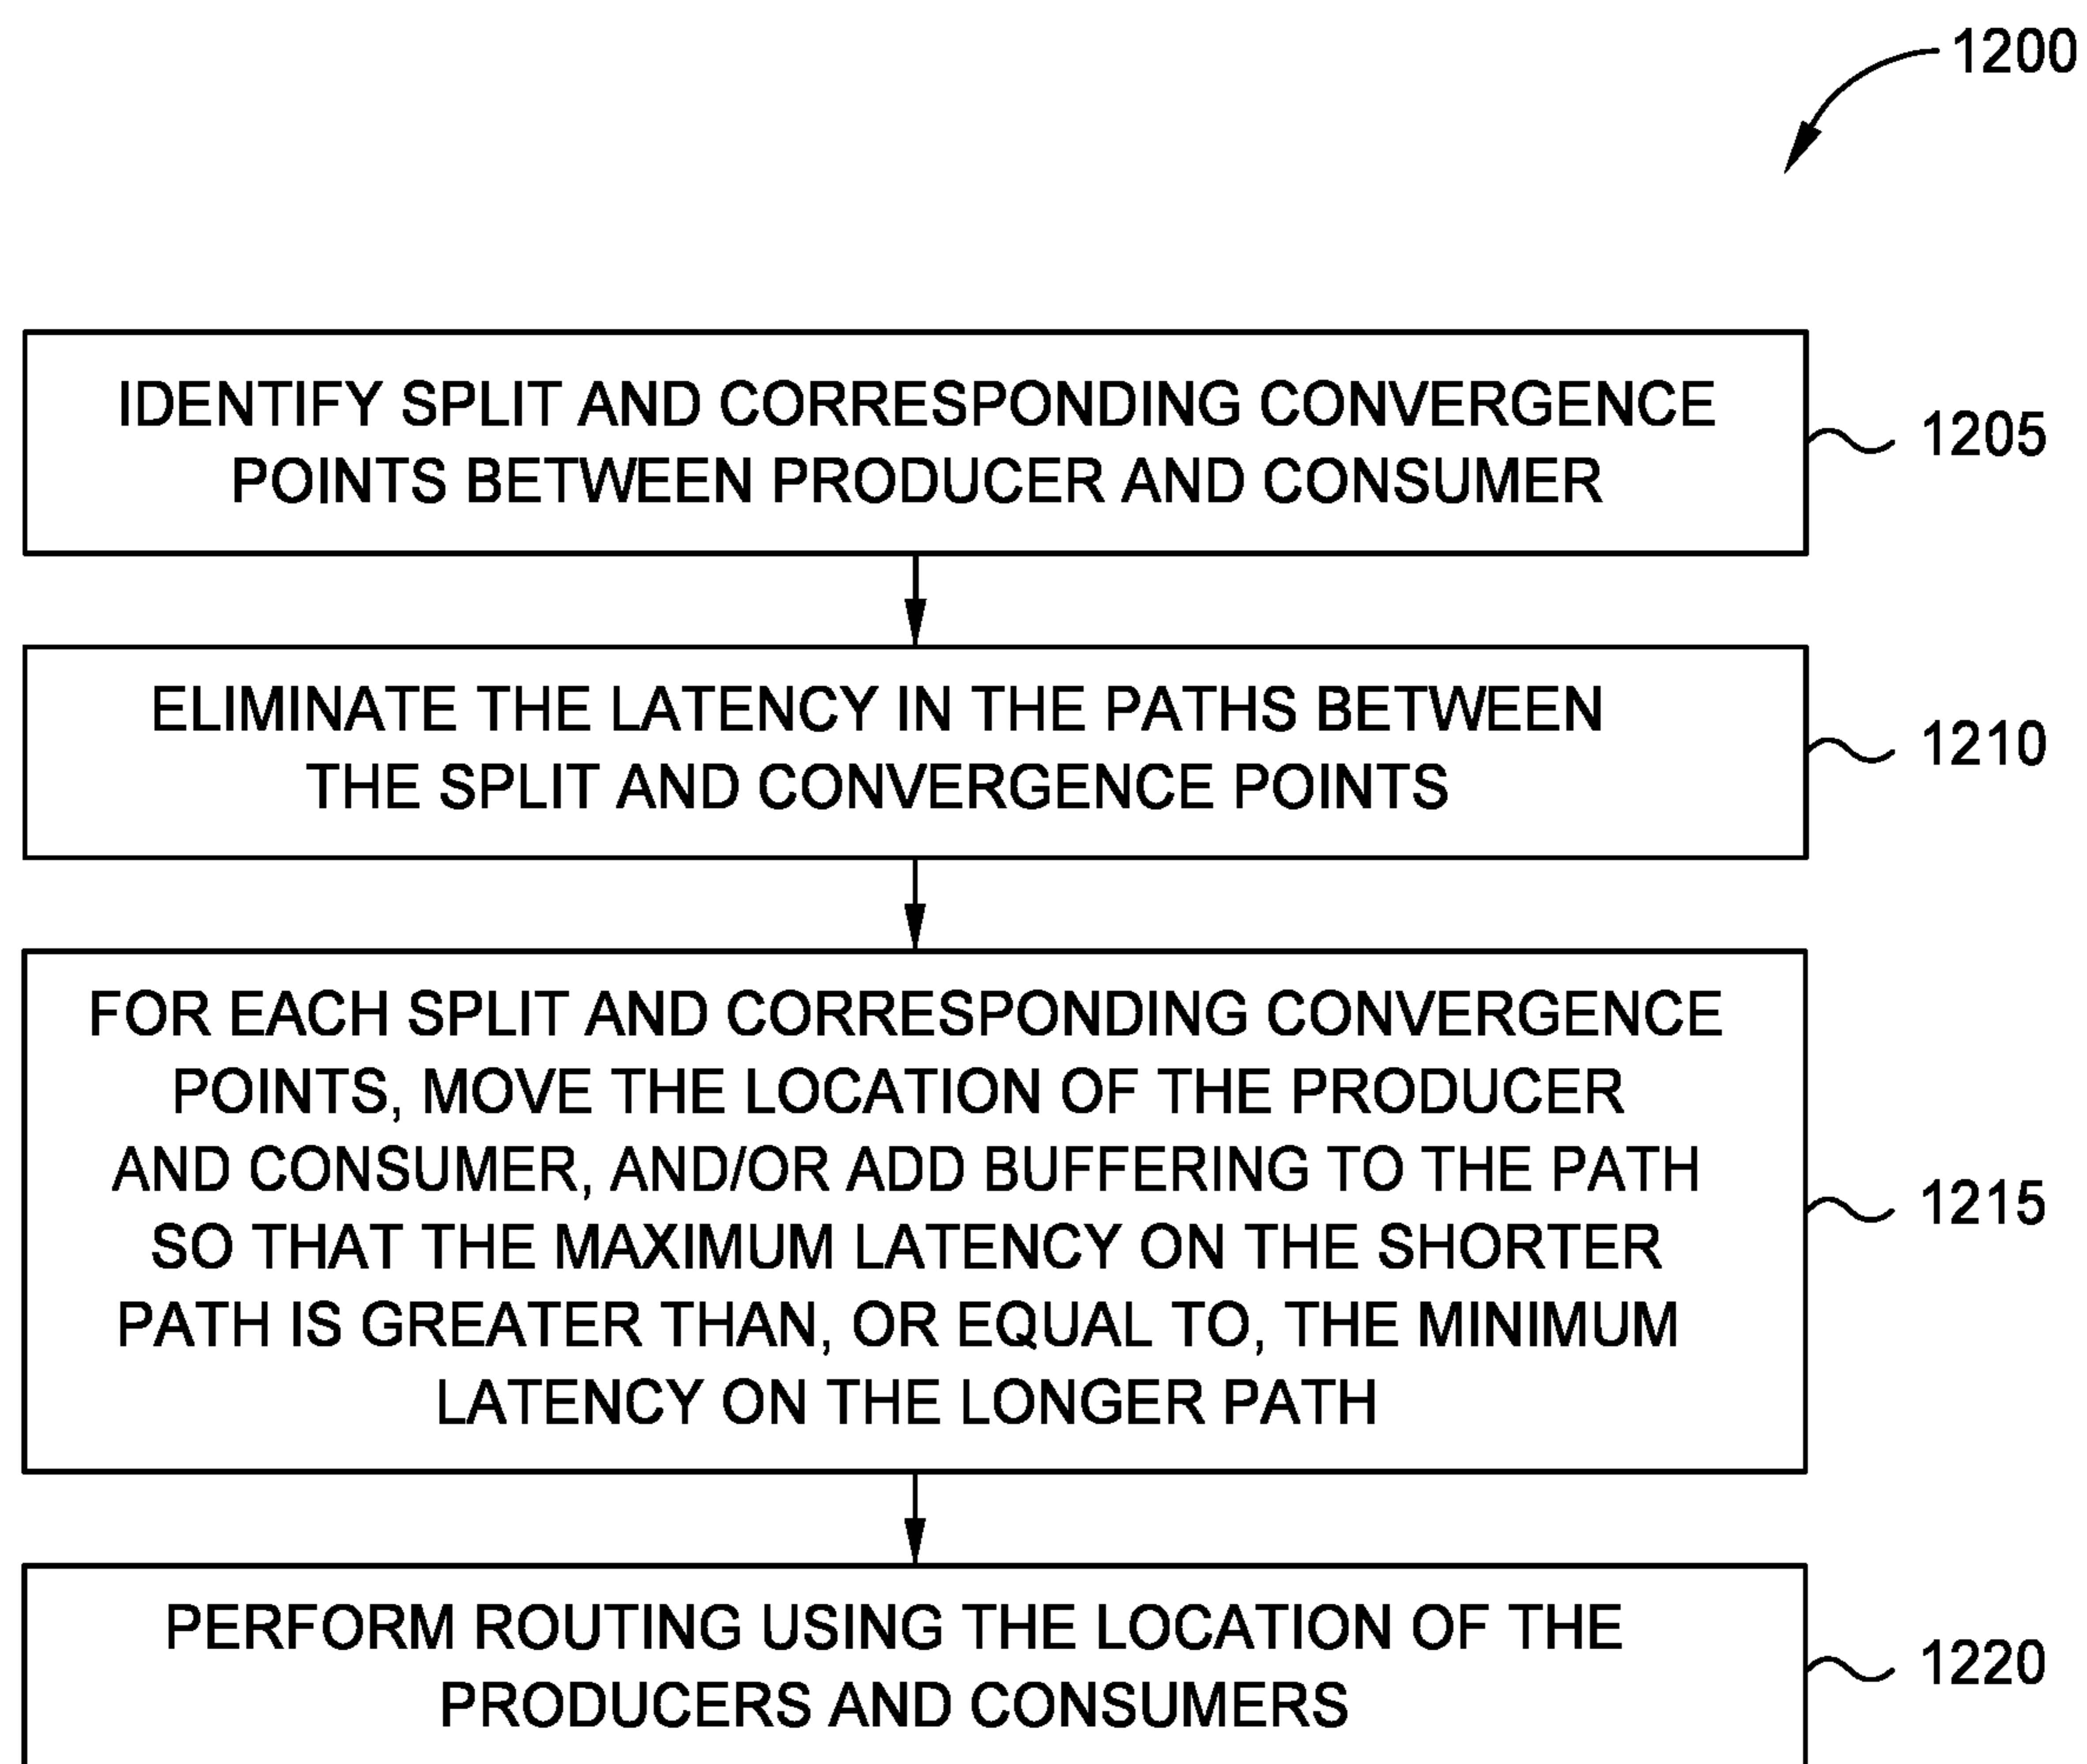 1200
IDENTIFY SPLIT AND CORRESPONDING CONVERGENCE
POINTS BETWEEN PRODUCER AND CONSUMER
1205
ELIMINATE THE LATENCY IN THE PATHS BETWEEN
THE SPLIT AND CONVERGENCE POINTS
1210
FOR EACH SPLIT AND CORRESPONDING CONVERGENCE
POINTS, MOVE THE LOCATION OF THE PRODUCER
AND CONSUMER, AND/OR ADD BUFFERING TO THE PATH
SO THAT THE MAXIMUM LATENCY ON THE SHORTER
PATH IS GREATER THAN, OR EQUAL TO, THE MINIMUM
LATENCY ON THE LONGER PATH
1215
PERFORM ROUTING USING THE LOCATION OF THE
PRODUCERS AND CONSUMERS
1220